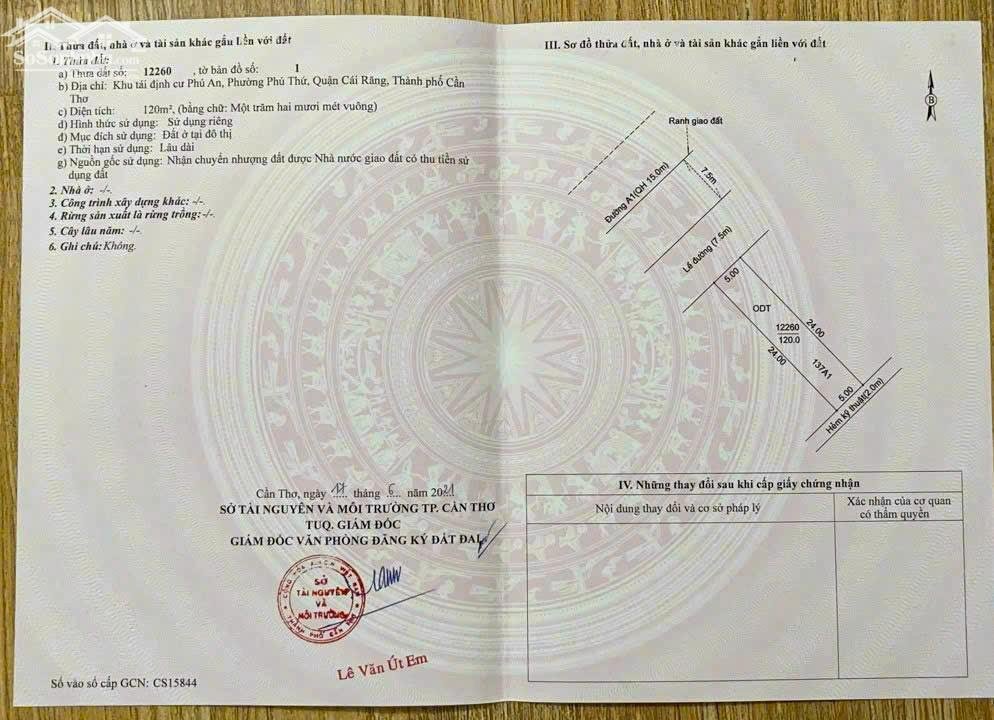 II. Thửa đất, nhà ở và tài sản khác gắn liền với đất
1. Thửa đất:
a) Thửa đất số: 12260 , tờ bản đồ số: 1
b) Địa chỉ: Khu tái định cư Phú An, Phường Phú Thứ, Quận Cái Răng, Thành phố Cần
Thơ
c) Diện tích: 120m², (bằng chữ: Một trăm hai mươi mét vuông)
d) Hình thức sử dụng: Sử dụng riêng
đ) Mục đích sử dụng: Đất ở tại đô thị
e) Thời hạn sử dụng: Lâu dài
g) Nguồn gốc sử dụng: Nhận chuyển nhượng đất được Nhà nước giao đất có thu tiền sử
dụng đất
2. Nhà ở: -/-.
3. Công trình xây dựng khác: -/-.
4. Rừng sản xuất là rừng trồng:-/-.
5. Cây lâu năm: -/-.
6. Ghi chú: Không.
Cần Thơ, ngày 17 tháng 6 năm 2021
SỞ TÀI NGUYÊN VÀ MÔI TRƯỜNG TP. CẦN THƠ
TUQ. GIÁM ĐỐC
GIÁM ĐỐC VĂN PHÒNG ĐĂNG KÝ ĐẤT ĐAI
SỞ
TÀI NGUYÊN
VÀ
MÔI TRƯỜNG
THÀNH PHỐ CẦN THƠ
Lê Văn Út Em
Số vào sổ cấp GCN: CS15844
III. Sơ đồ thửa đất, nhà ở và tài sản khác gắn liền với đất
B
Ranh giao đất
7.5m
Đường A1(QH 15.0m)
Lề đường (7.5m)
5.00
ODT
12260
120.0
24.00
24.00
137A1
5.00
Hẻm kỹ thuật(2.0m)
IV. Những thay đổi sau khi cấp giấy chứng nhận
Nội dung thay đổi và cơ sở pháp lý
Xác nhận của cơ quan
có thẩm quyền